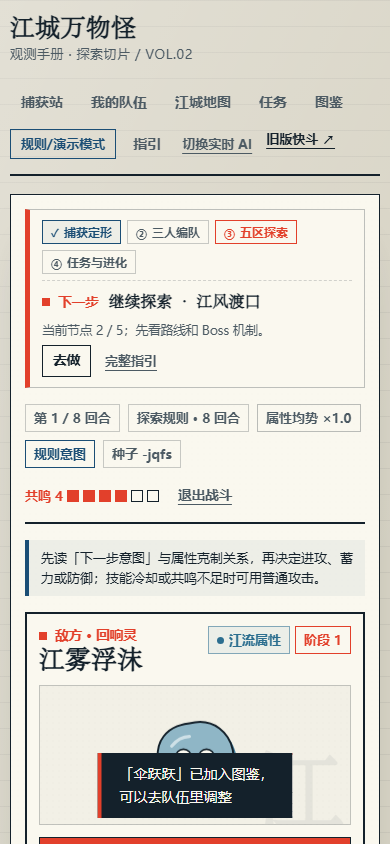 江城万物怪
观测手册 · 探索切片 / VOL.02
捕获站 我的队伍 江城地图 任务 图鉴
规则/演示模式 指引 切换实时 AI 旧版快斗 ↗
✓ 捕获定形 ② 三人编队 ③ 五区探索
④ 任务与进化
下一步 继续探索 · 江风渡口
当前节点 2 / 5；先看路线和 Boss 机制。
去做 完整指引
第 1 / 8 回合 探索规则 • 8 回合 属性均势 ×1.0
规则意图 种子 -jqfs
共鸣 4 退出战斗
先读「下一步意图」与属性克制关系，再决定进攻、蓄
力或防御；技能冷却或共鸣不足时可用普通攻击。
敌方 • 回响灵 江流属性 阶段 1
江雾浮沫
江
「伞跃跃」已加入图鉴，
可以去队伍里调整